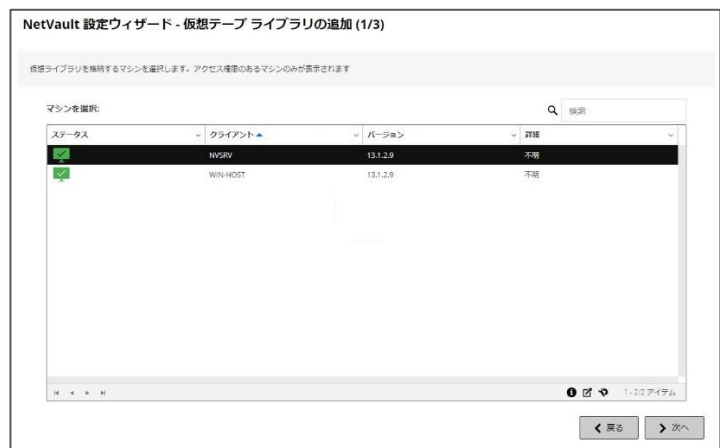 NetVault 設定ウィザード - 仮想テープ ライブラリの追加 (1/3)
仮想ライブラリを格納するマシンを選択します。アクセス権限のあるマシンのみが表示されます
マシンを選択:
検索
ステータス クライアント バージョン 詳細
NVSRV 13.1.2.9 不明
WIN-HOST 13.1.2.9 不明
1 - 2/2 アイテム
戻る 次へ